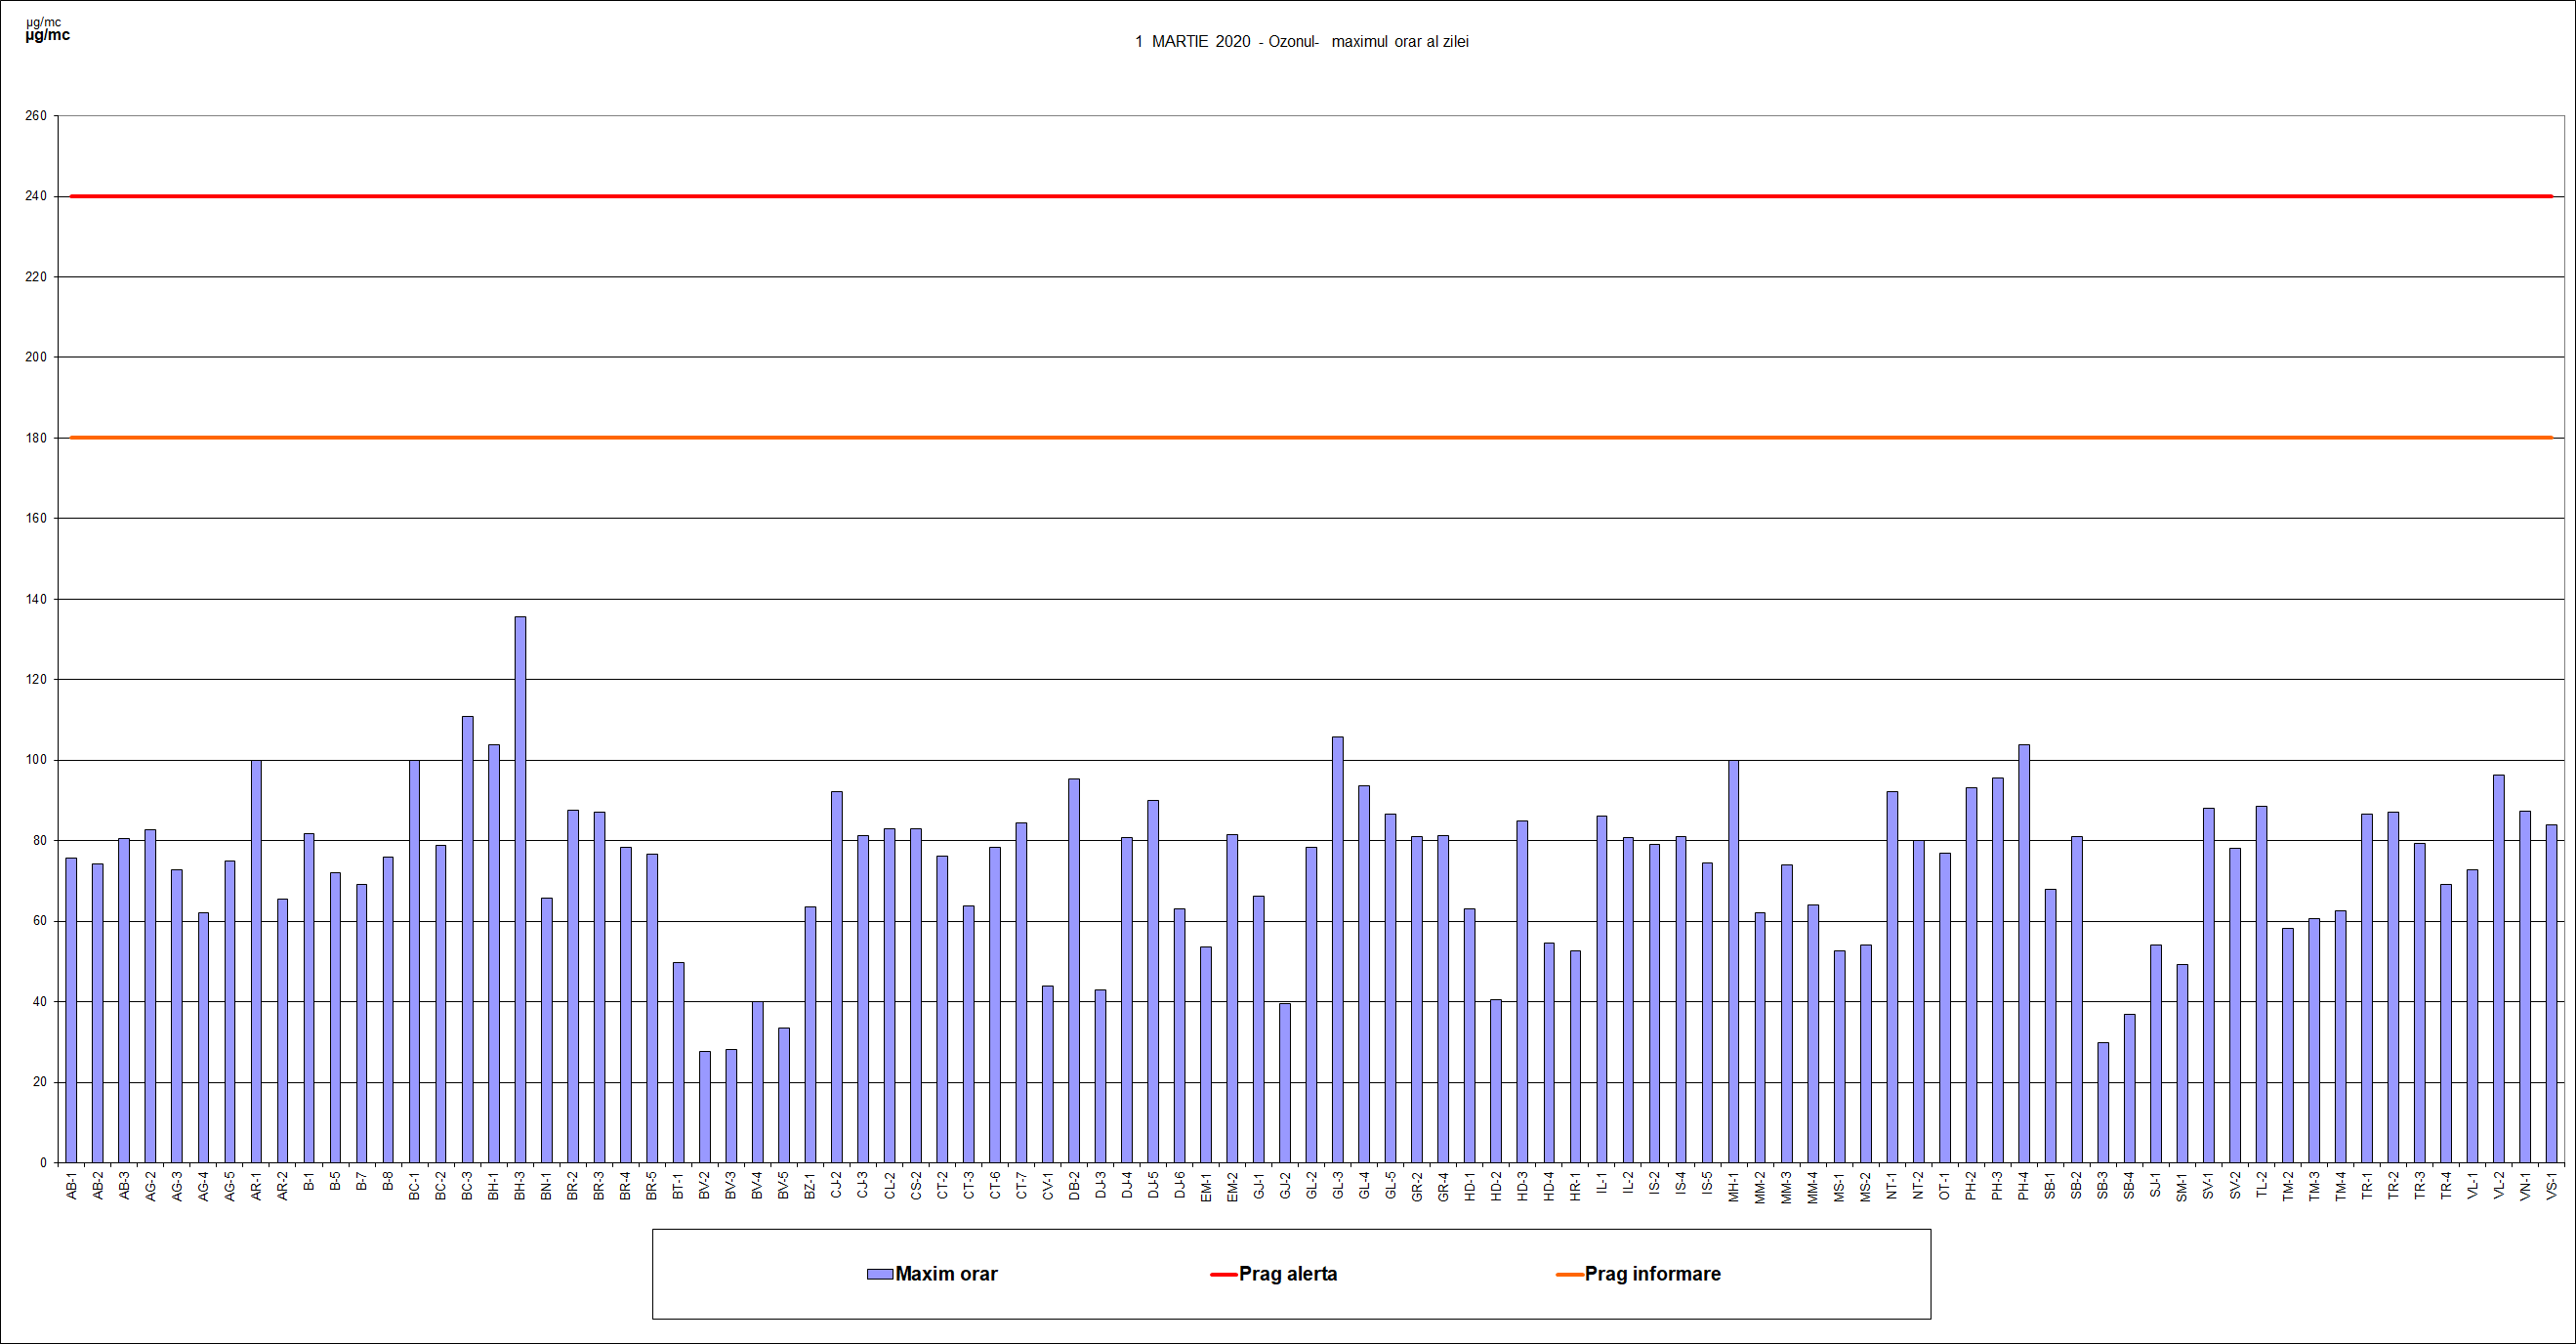 µg/mc
µg/mc
1 MARTIE 2020 - Ozonul- maximul orar al zilei
260
240
220
200
180
160
140
120
100
80
60
40
20
0
AB-1 AB-2 AB-3 AG-2 AG-3 AG-4 AG-5 AR-1 AR-2 B-1 B-5 B-7 B-8 BC-1 BC-2 BC-3 BH-1 BH-3 BN-1 BR-2 BR-3 BR-4 BR-5 BT-1 BV-2 BV-3 BV-4 BV-5 BZ-1 CJ-2 CJ-3 CL-2 CS-2 CT-2 CT-3 CT-6 CT-7 CV-1 DB-2 DJ-3 DJ-4 DJ-5 DJ-6 EM-1 EM-2 GJ-1 GJ-2 GL-2 GL-3 GL-4 GL-5 GR-2 GR-4 HD-1 HD-2 HD-3 HD-4 HR-1 IL-1 IL-2 IS-2 IS-4 IS-5 MH-1 MM-2 MM-3 MM-4 MS-1 MS-2 NT-1 NT-2 OT-1 PH-2 PH-3 PH-4 SB-1 SB-2 SB-3 SB-4 SJ-1 SM-1 SV-1 SV-2 TL-2 TM-2 TM-3 TM-4 TR-1 TR-2 TR-3 TR-4 VL-1 VL-2 VN-1 VS-1
Maxim orar Prag alerta Prag informare